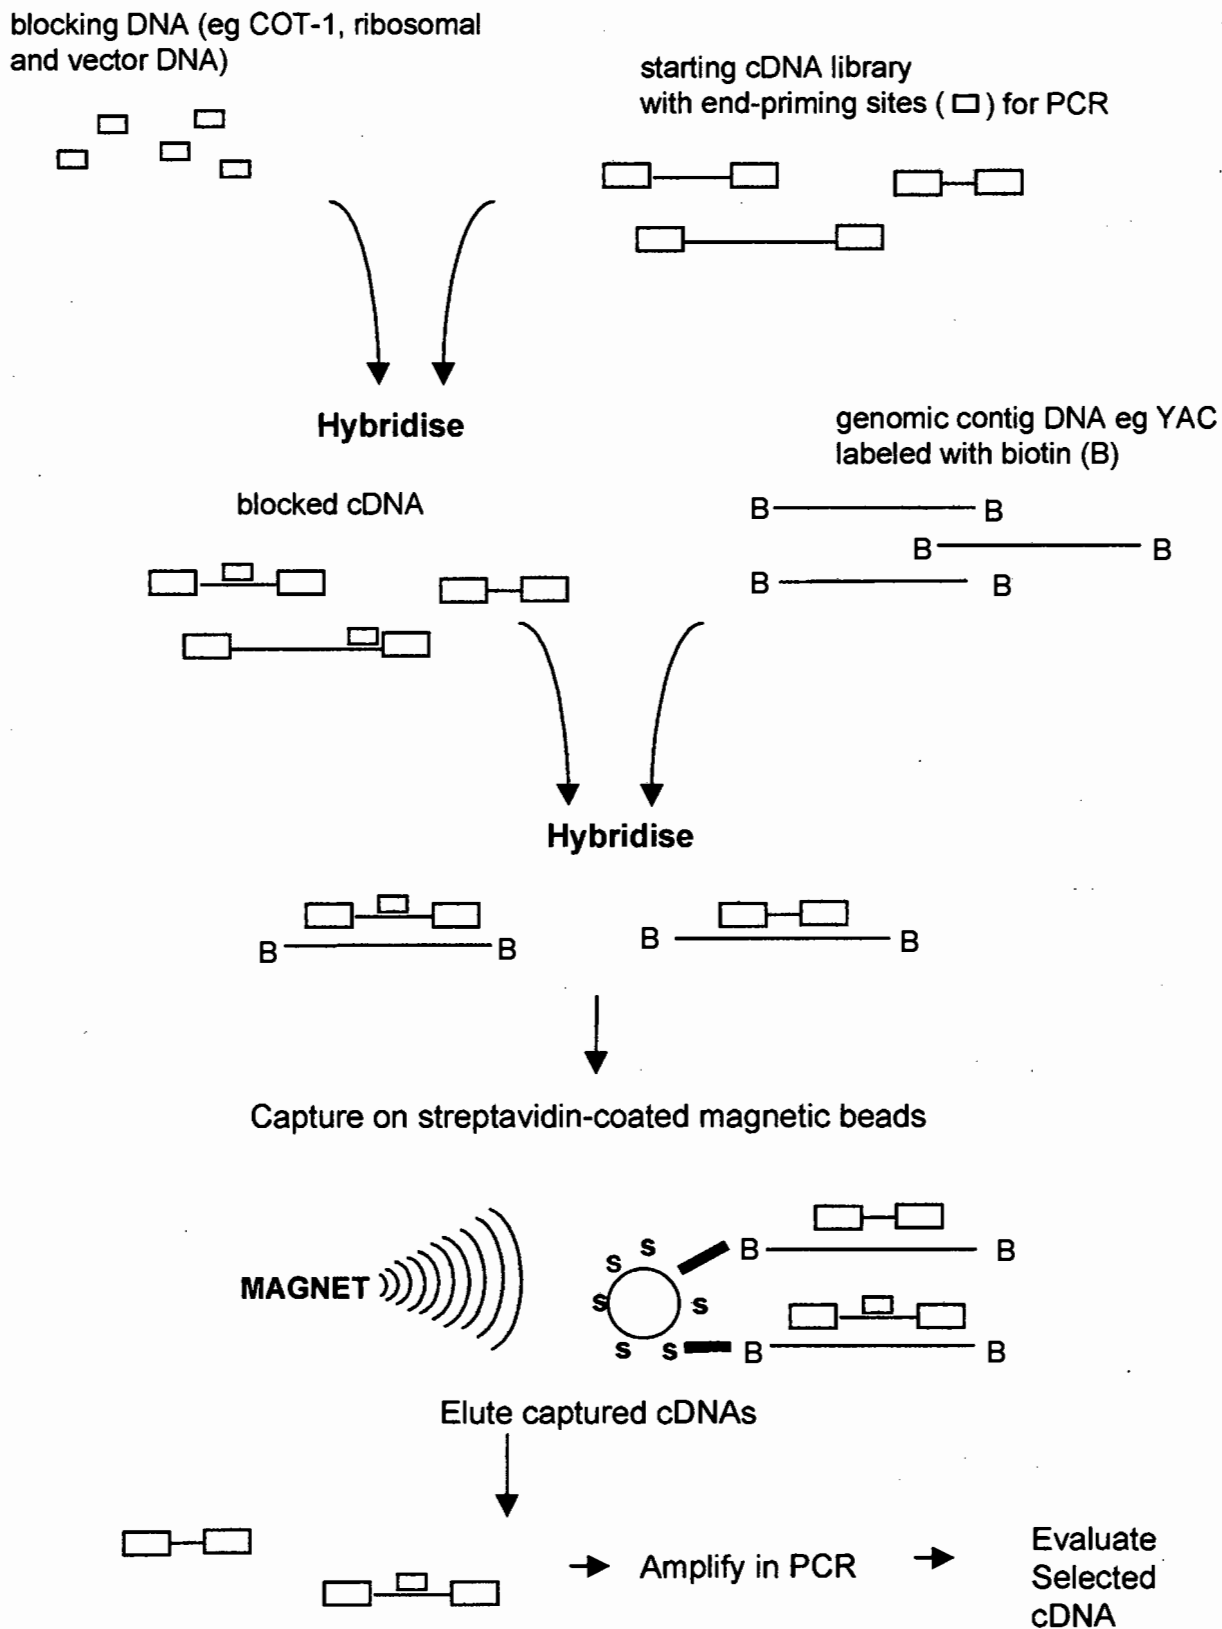 blocking DNA (eg COT-1, ribosomal
and vector DNA)
starting cDNA library
with end-priming sites ( ) for PCR
Hybridise
genomic contig DNA eg YAC
labeled with biotin (B)
blocked cDNA
B B
B B
B B
Hybridise
B B
B B
Capture on streptavidin-coated magnetic beads
MAGNET
s
s
s
s
s
s
B B
B B
Elute captured cDNAs
Amplify in PCR
Evaluate
Selected
cDNA